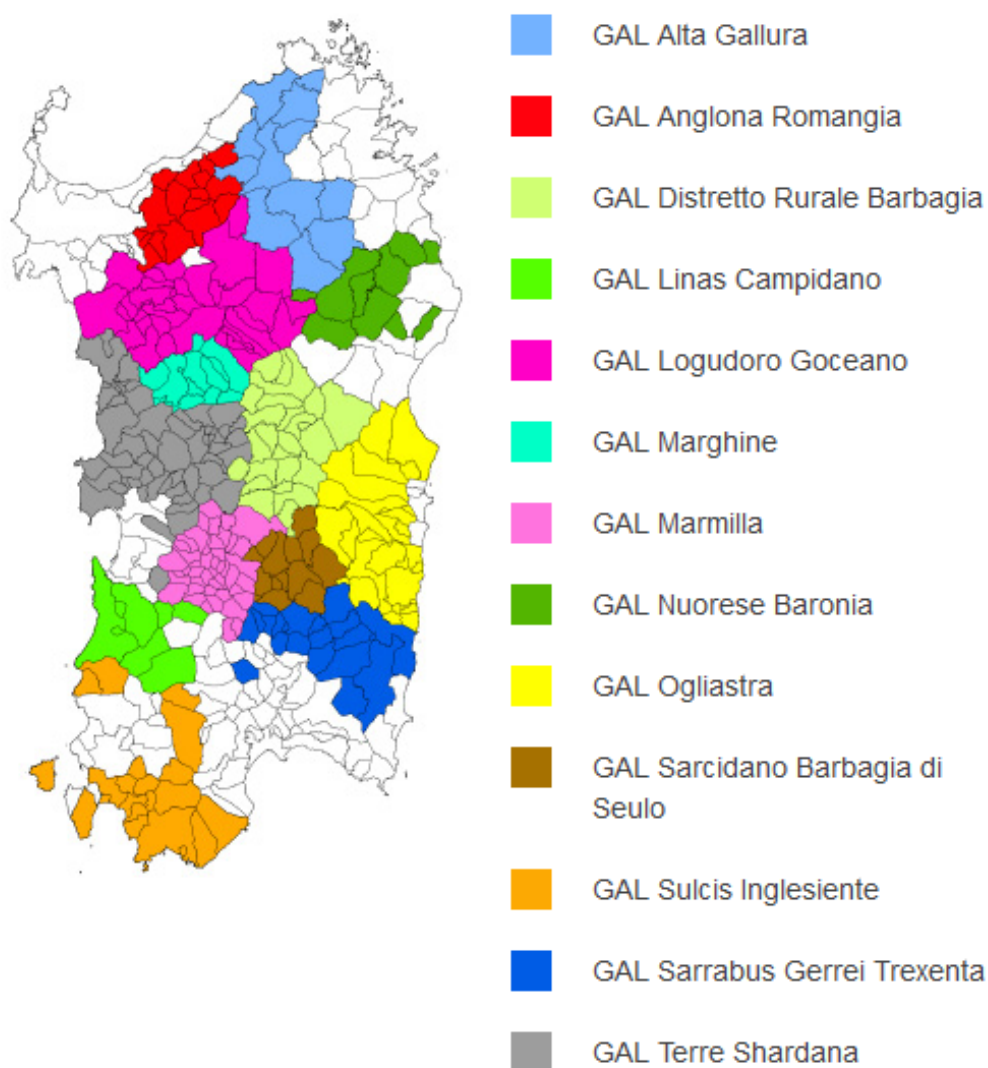 GAL Alta Gallura
GAL Anglona Romangia
GAL Distretto Rurale Barbagia
GAL Linas Campidano
GAL Logudoro Goceano
GAL Marghine
GAL Marmilla
GAL Nuorese Baronia
GAL Ogliastra
GAL Sarcidano Barbagia di
Seulo
GAL Sulcis Inglesiente
GAL Sarrabus Gerrei Trexenta
GAL Terre Shardana